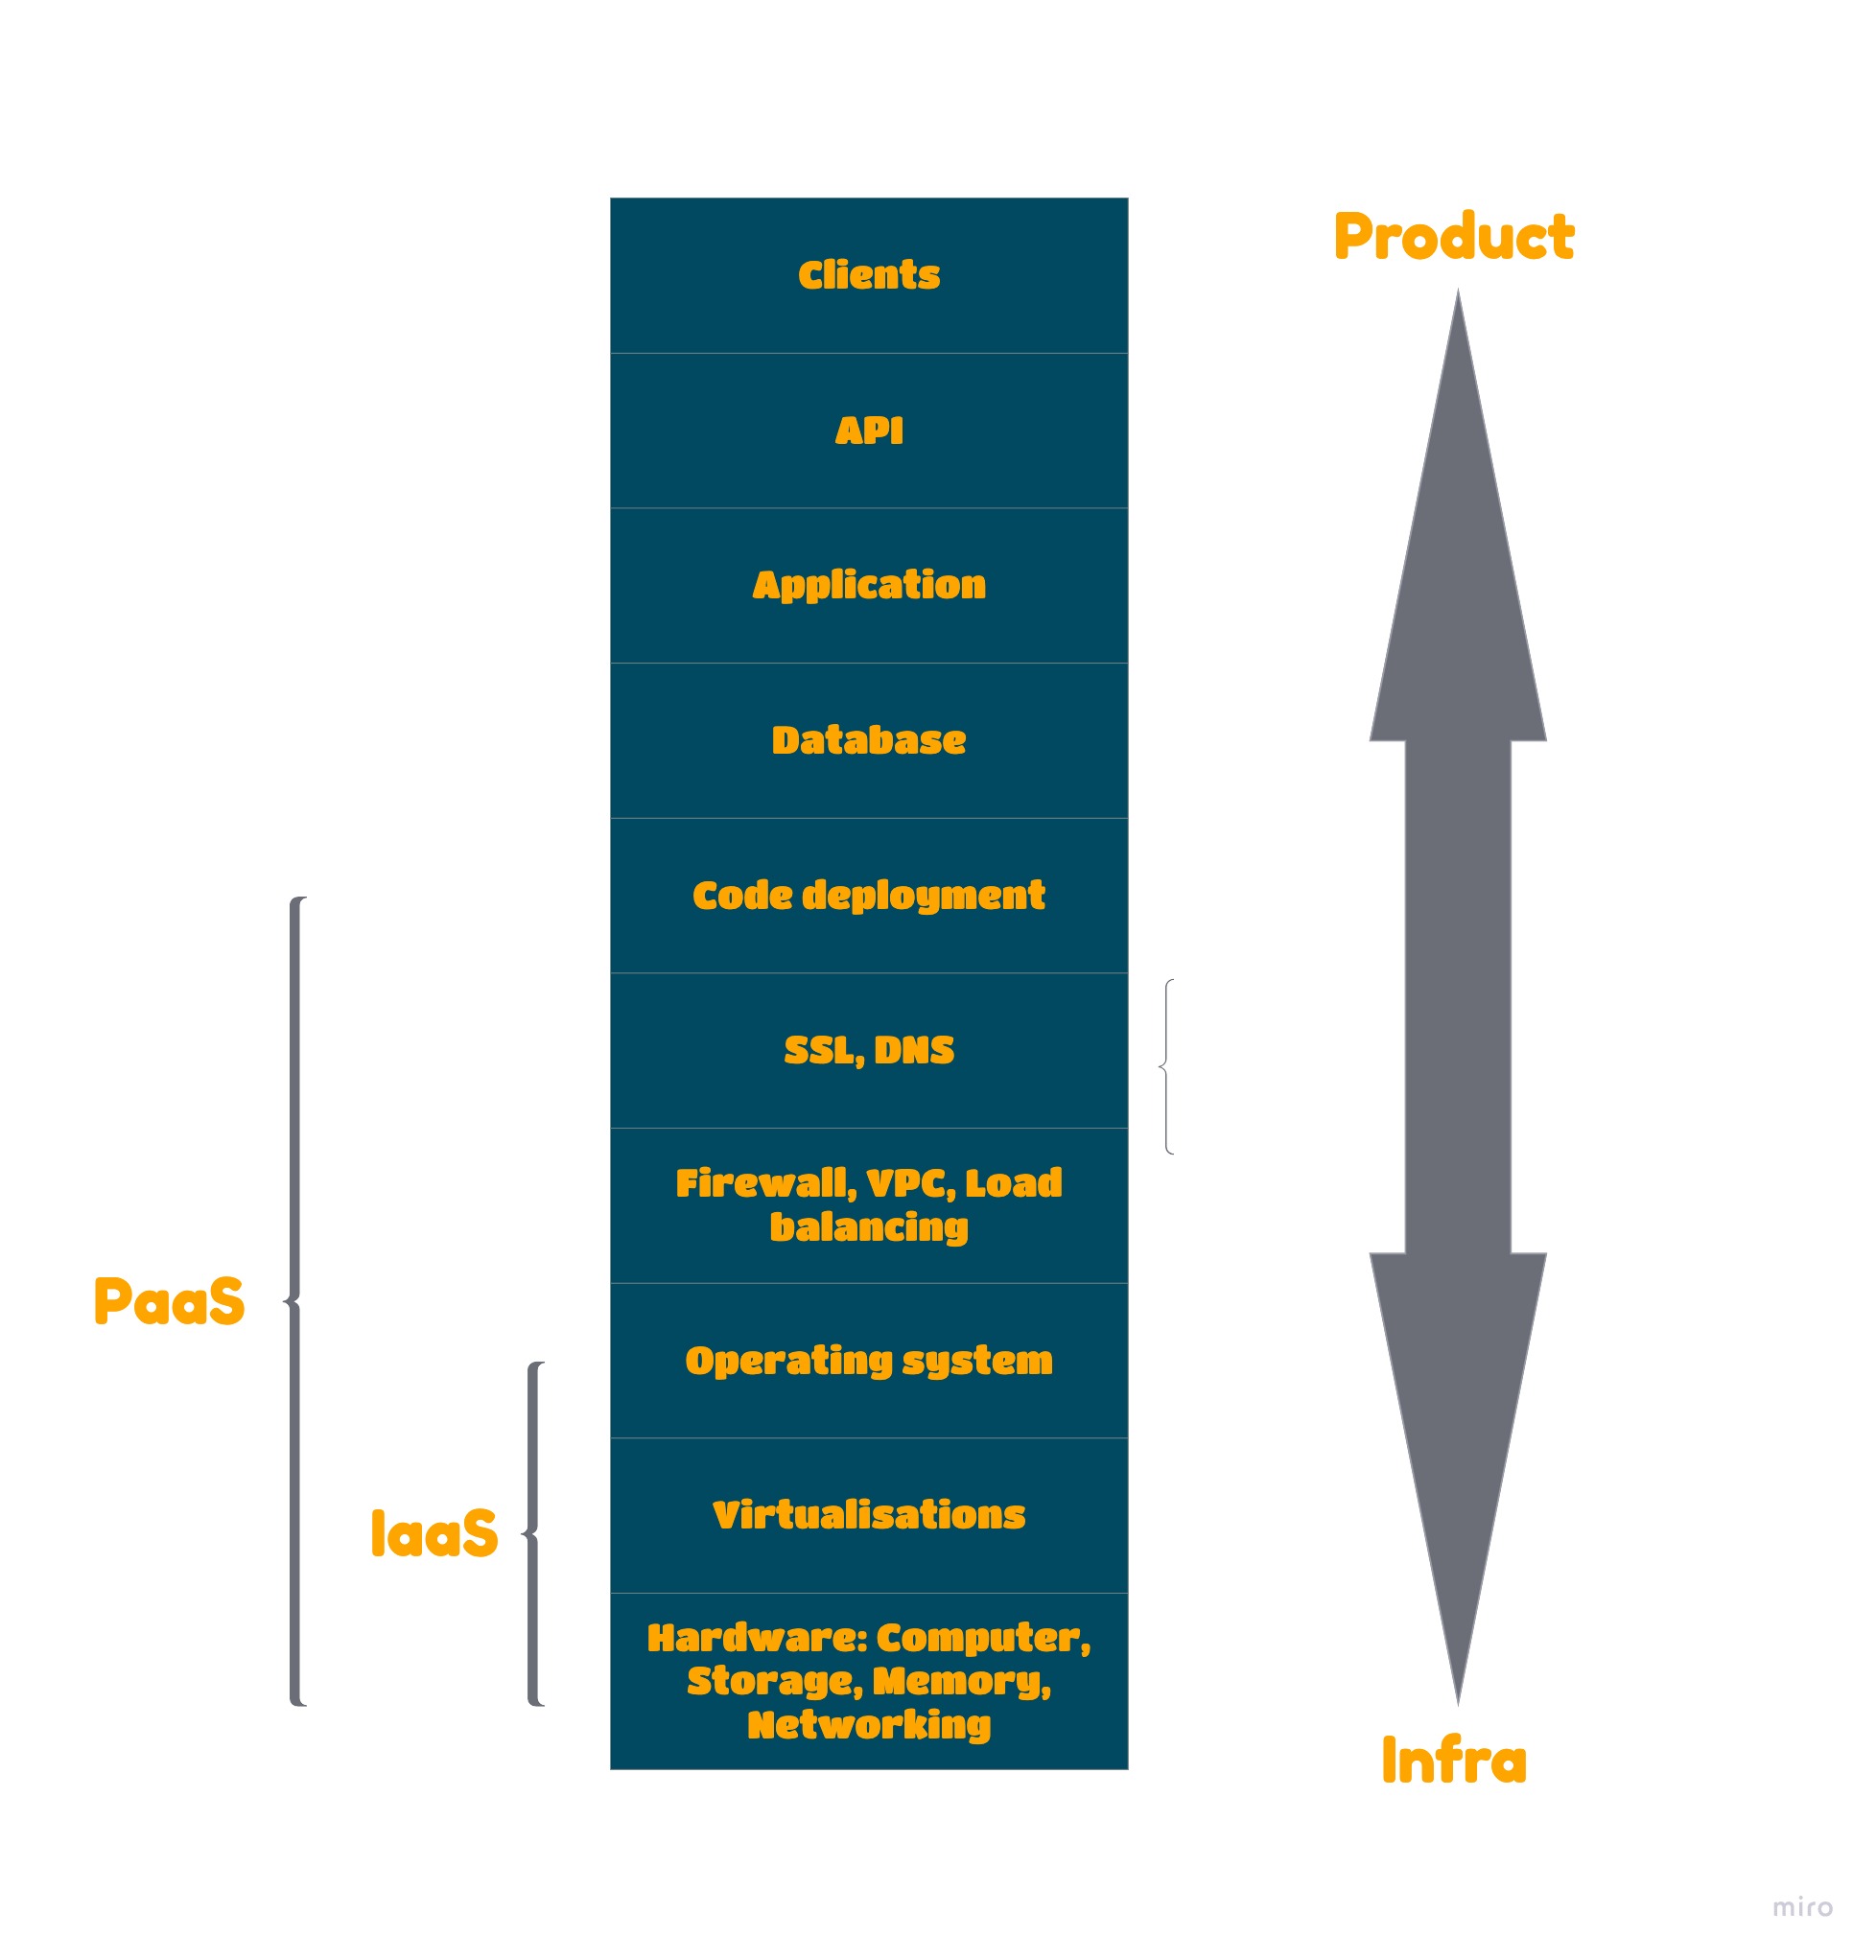 Product
Clients
API
Application
Database
Code deployment
SSL, DNS
Firewall, VPC, Load
balancing
PaaS
Operating system
Virtualisations
IaaS
Hardware: Computer,
Storage, Memory,
Networking
Infra
miro